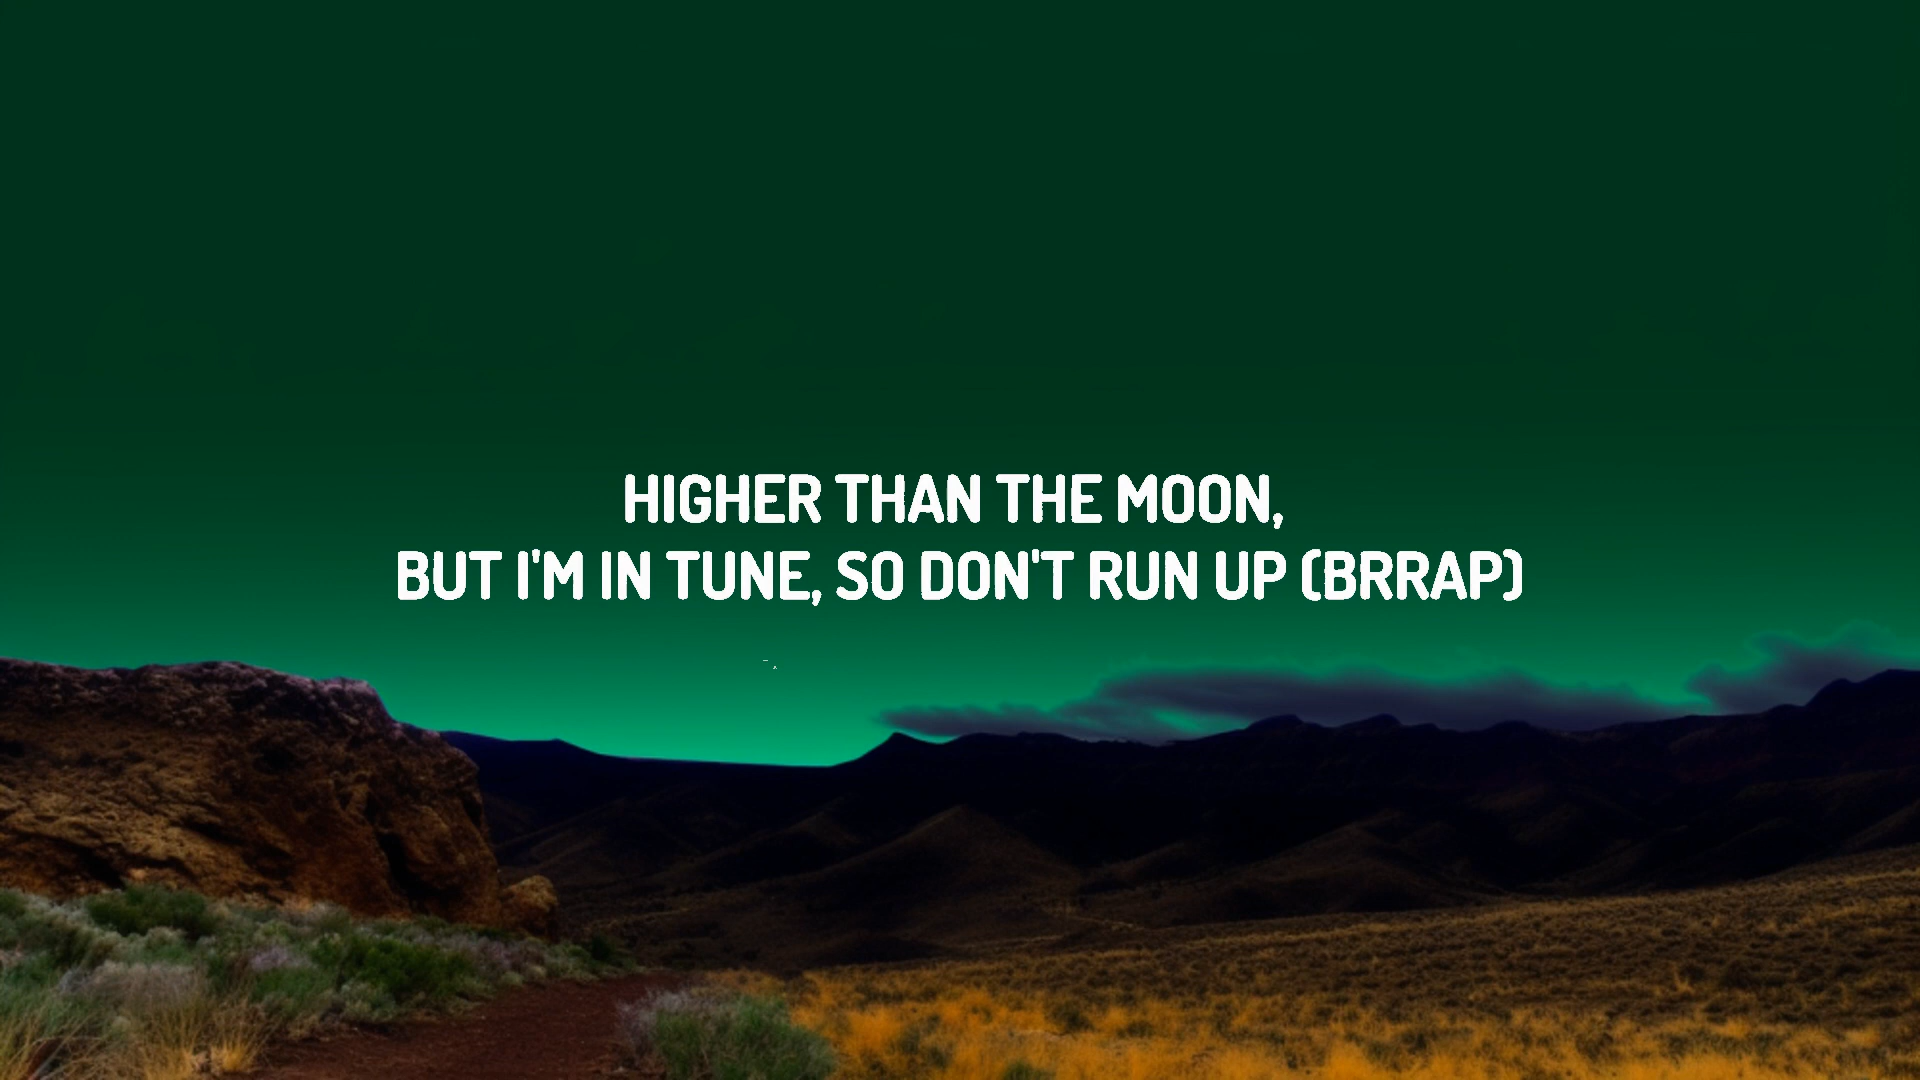 HIGHER THAN THE MOON,
BUT I'M IN TUNE, SO DON'T RUN UP (BRRAP)